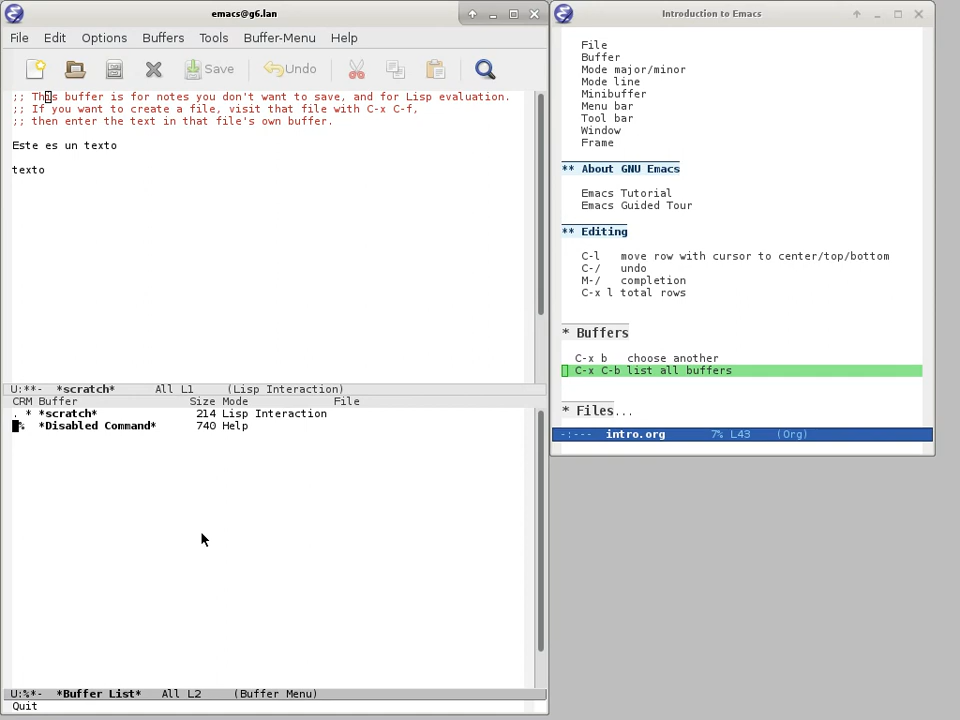 emacs@g6.lan
File Edit Options Buffers Tools Buffer-Menu Help
Save Undo
;; This buffer is for notes you don't want to save, and for Lisp evaluation.
;; If you want to create a file, visit that file with C-x C-f,
;; then enter the text in that file's own buffer.
Este es un texto
texto
U:**-  *scratch*      All L1     (Lisp Interaction)
CRM Buffer                Size Mode             File
. * *scratch*              214 Lisp Interaction
%  *Disabled Command*      740 Help
U:%*-  *Buffer List*   All L2     (Buffer Menu)
Quit
Introduction to Emacs
File
Buffer
Mode major/minor
Mode line
Minibuffer
Menu bar
Tool bar
Window
Frame
** About GNU Emacs
Emacs Tutorial
Emacs Guided Tour
** Editing
C-l   move row with cursor to center/top/bottom
C-/   undo
M-/   completion
C-x l total rows
* Buffers
C-x b   choose another
C-x C-b list all buffers
* Files...
-:---  intro.org       7% L43    (Org)